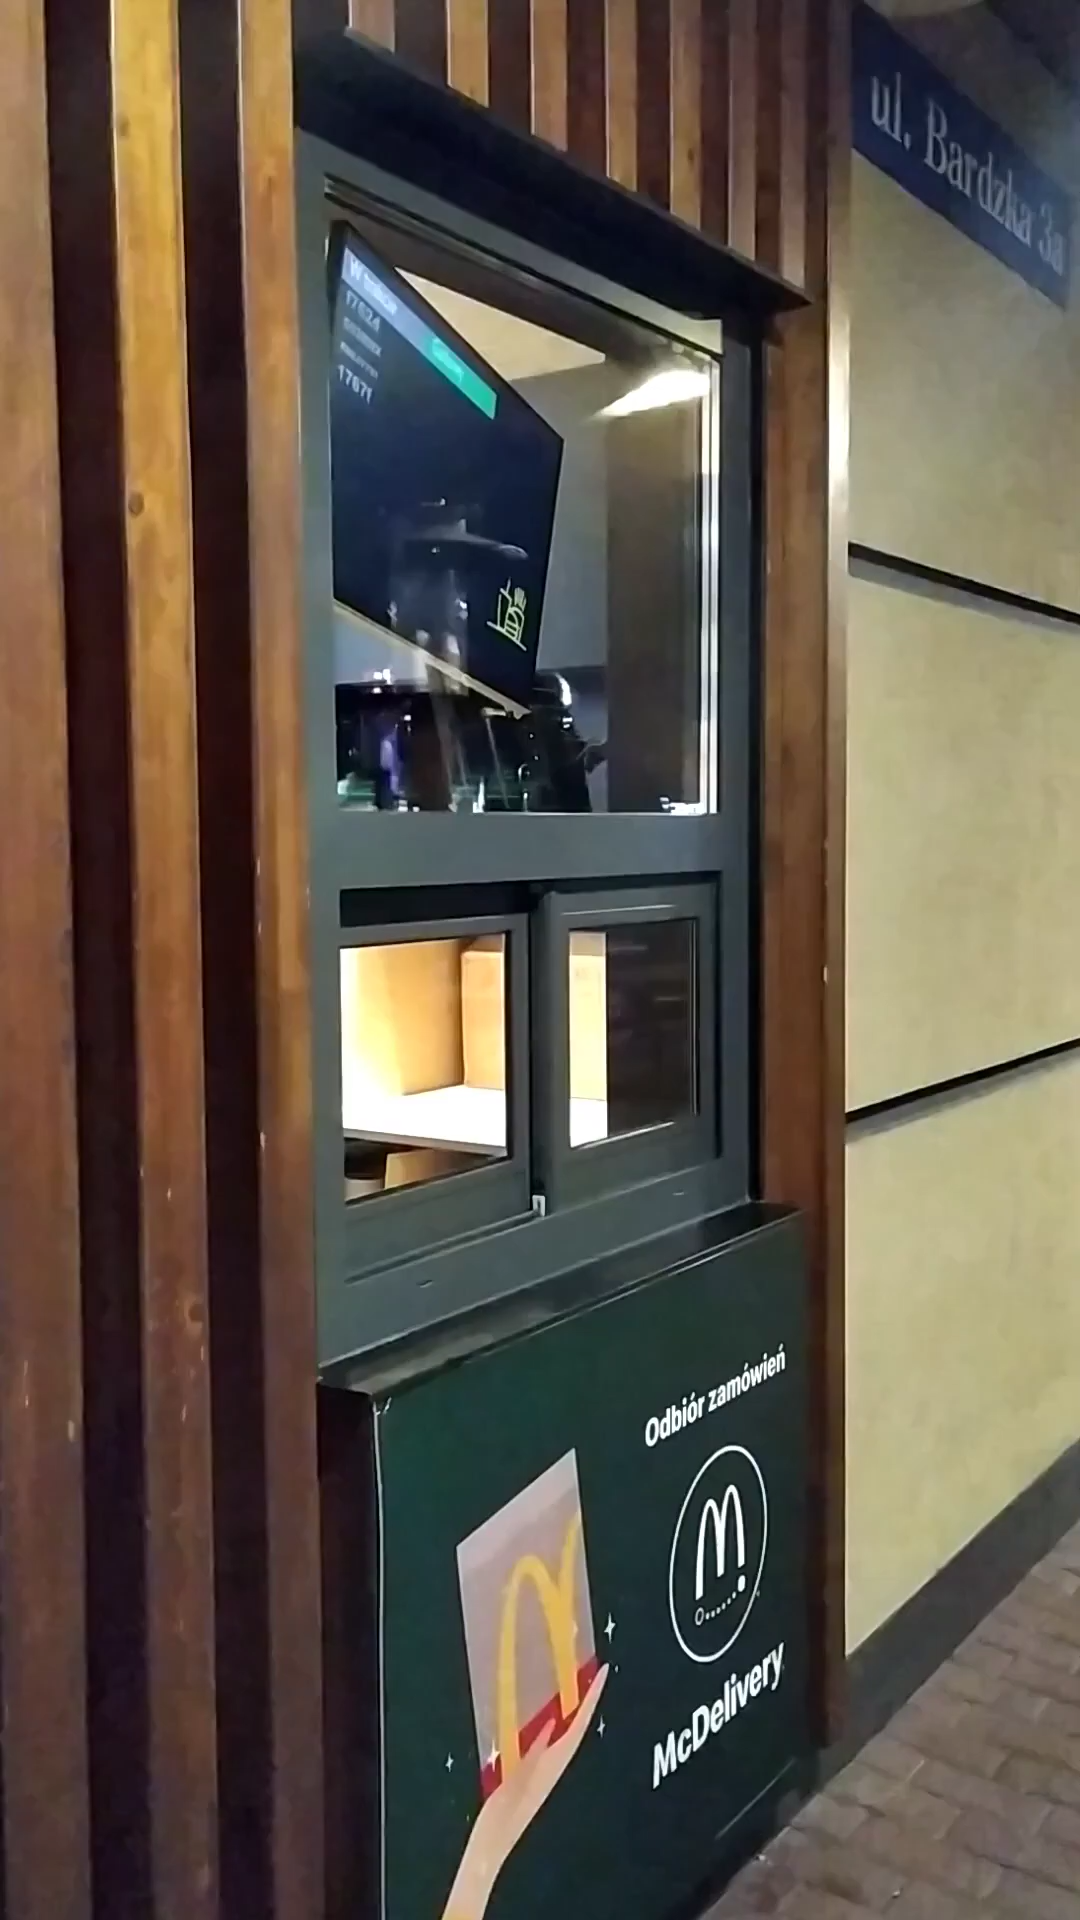 ul. Bardzka 3a
17624
17671
Odbiór zamówień
McDelivery